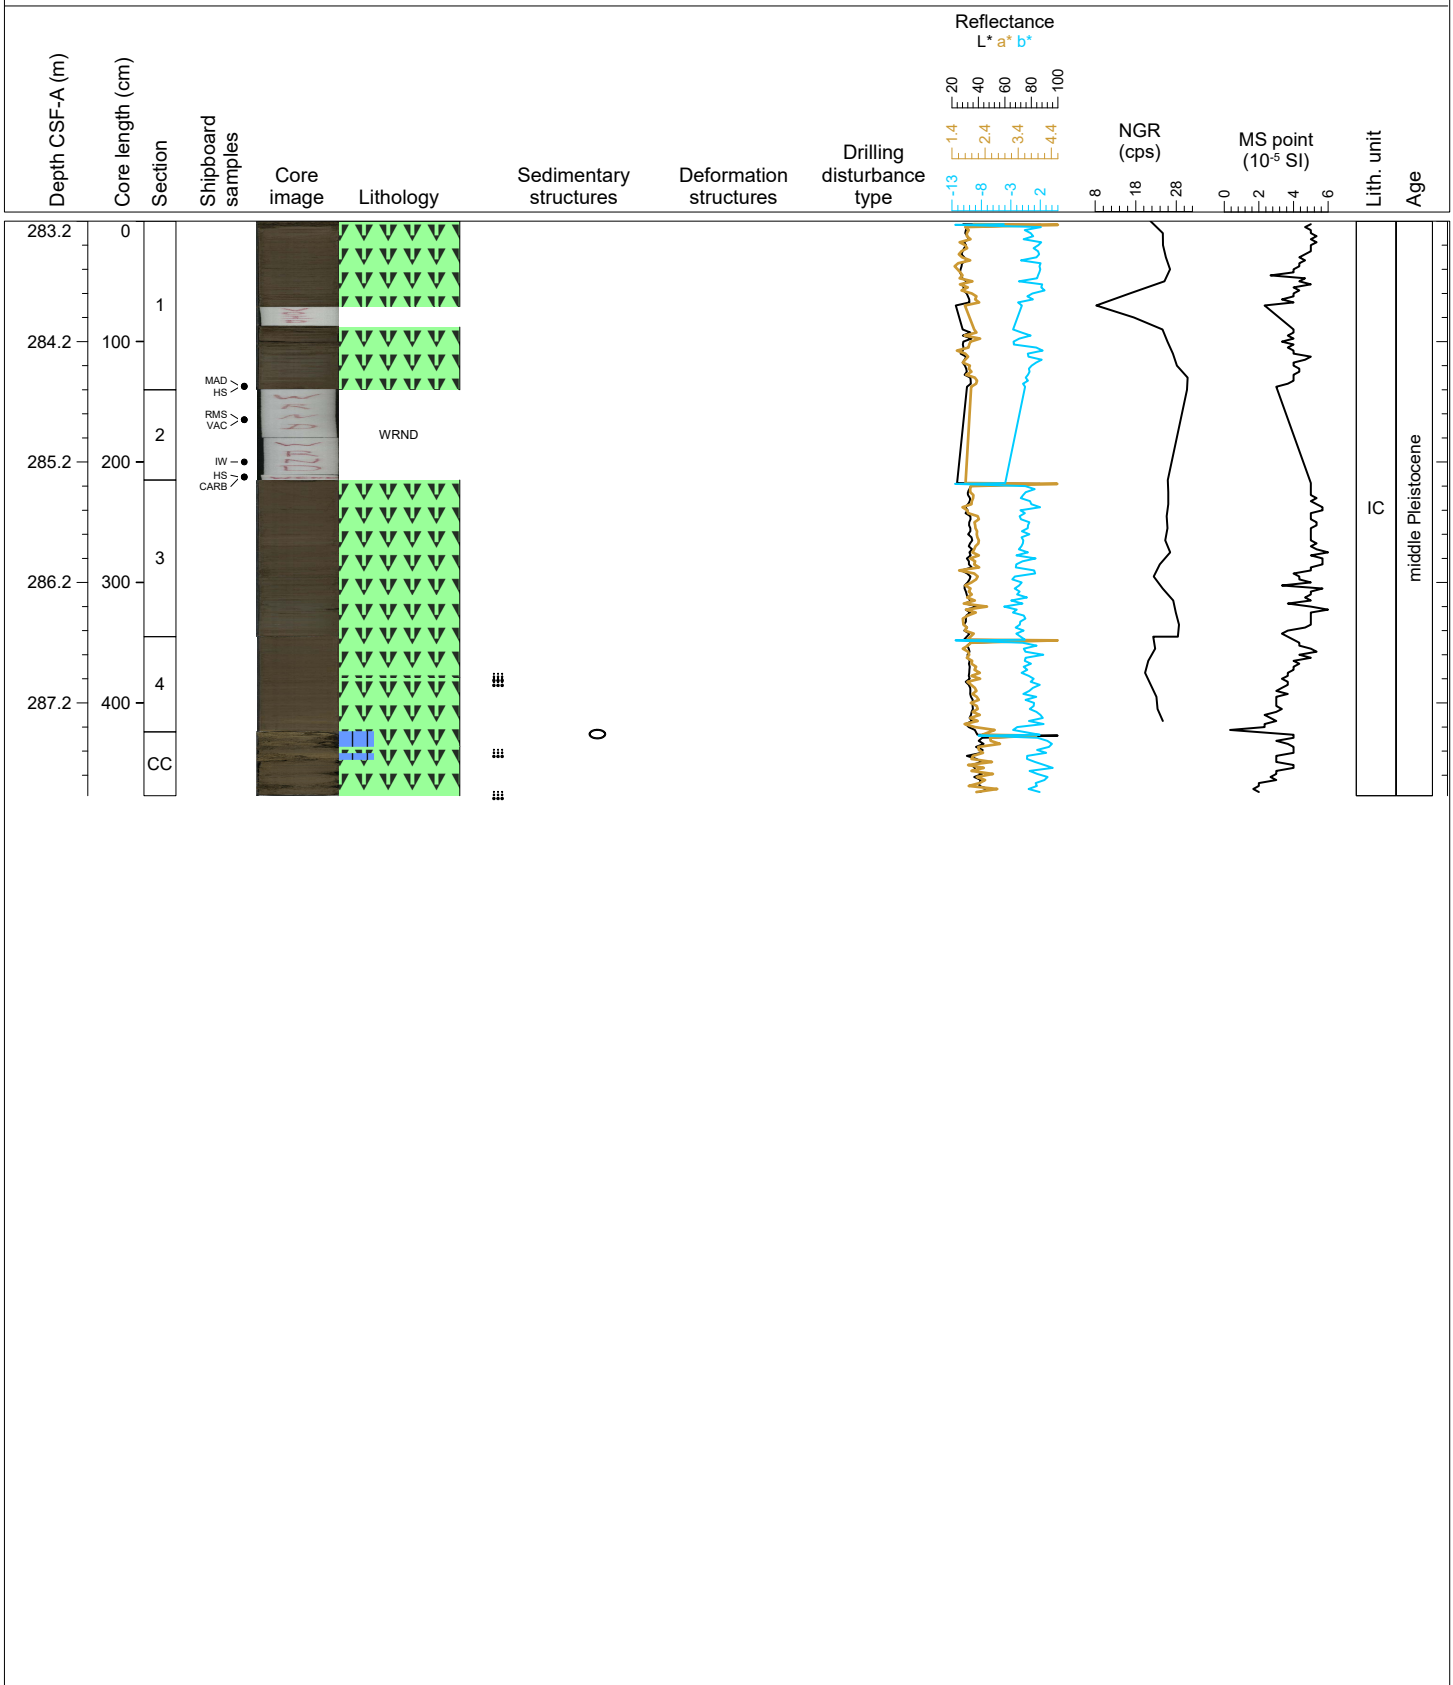 Depth CSF-A (m)
Core length (cm)
Section
Shipboard
samples
Core
image
Lithology
Sedimentary
structures
Deformation
structures
Drilling
disturbance
type
Reflectance
L* a* b*
20 40 60 80 100
1.4 2.4 3.4 4.4
-13 -8 -3 2
NGR
(cps)
8 18 28
MS point
(10-5 SI)
0 2 4 6
Lith. unit
Age
283.2 0
1
284.2 100
MAD
HS
RMS
VAC
2
WRND
285.2 200
IW
HS
CARB
IC
middle Pleistocene
3
286.2 300
4
287.2 400
CC